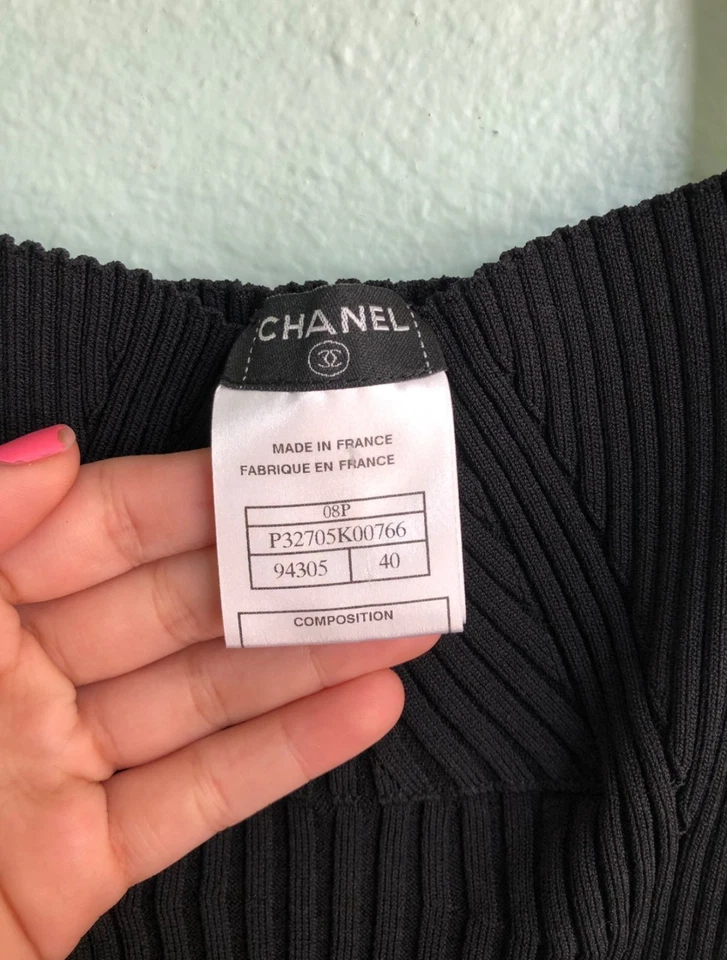 CHANEL
MADE IN FRANCE
FABRIQUE EN FRANCE
08P
P32705K00766
94305 40
COMPOSITION